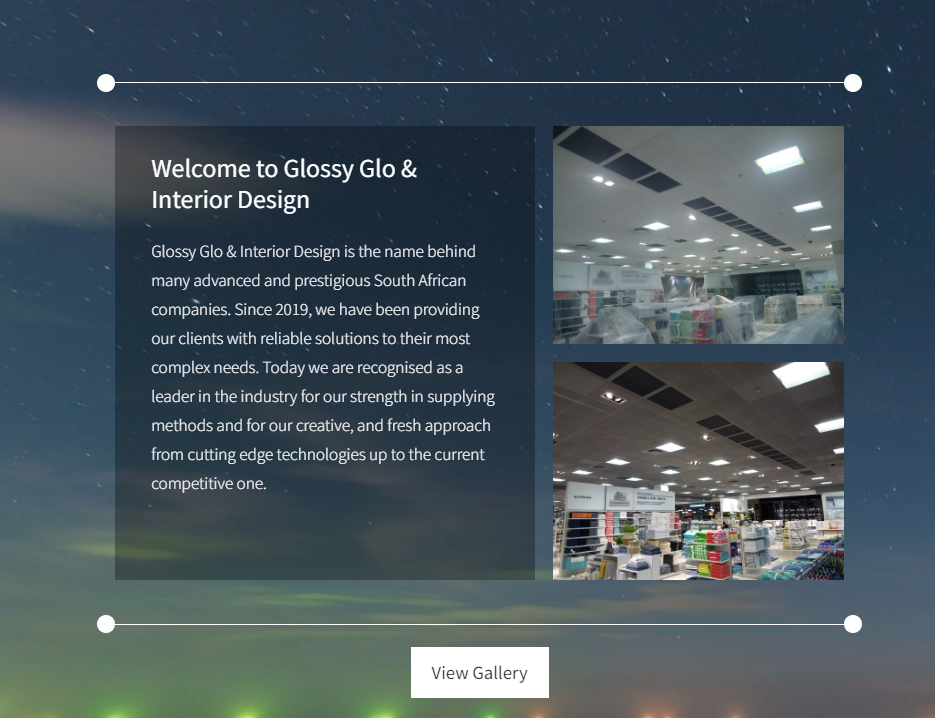 Welcome to Glossy Glo &
Interior Design
Glossy Glo & Interior Design is the name behind
many advanced and prestigious South African
companies. Since 2019, we have been providing
our clients with reliable solutions to their most
complex needs. Today we are recognised as a
leader in the industry for our strength in supplying
methods and for our creative, and fresh approach
from cutting edge technologies up to the current
competitive one.
View Gallery